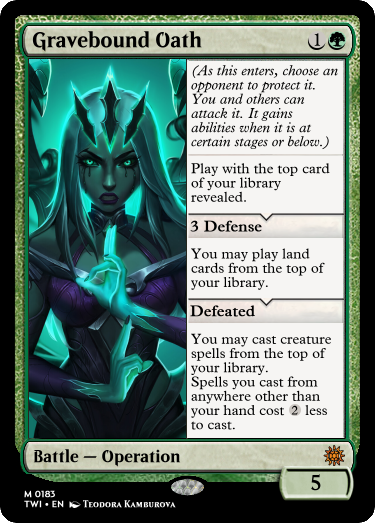 Gravebound Oath 1
(As this enters, choose an
opponent to protect it.
You and others can
attack it. It gains
abilities when it is at
certain stages or below.)
Play with the top card
of your library
revealed.
3 Defense
You may play land
cards from the top of
your library.
Defeated
You may cast creature
spells from the top of
your library.
Spells you cast from
anywhere other than
your hand cost 2 less
to cast.
Battle — Operation
5
M 0183
TWI • EN Teodora Kamburova